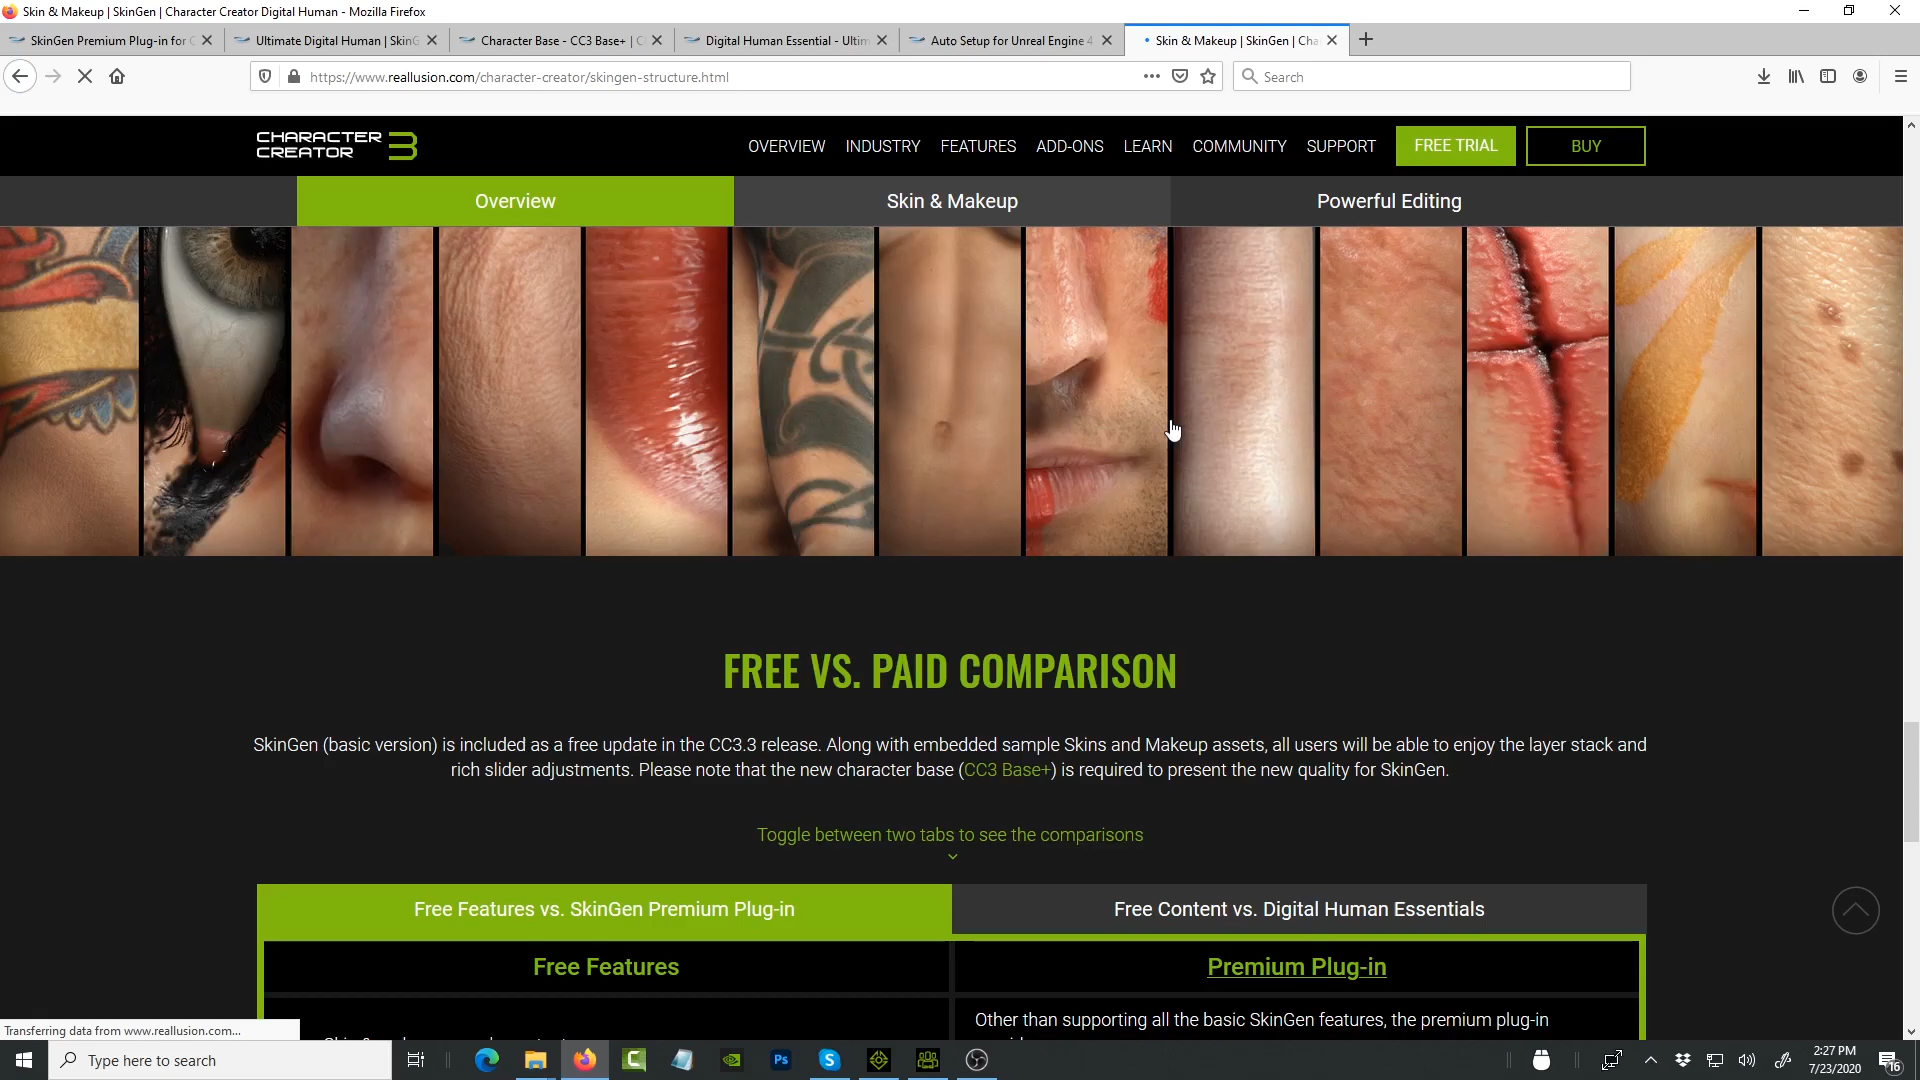 Skin & Makeup | SkinGen | Character Creator Digital Human - Mozilla Firefox
SkinGen Premium Plug-in for C
Ultimate Digital Human | SkinG
Character Base - CC3 Base+ | C
Digital Human Essential - Ultim
Auto Setup for Unreal Engine 4
Skin & Makeup | SkinGen | Cha
https://www.reallusion.com/character-creator/skingen-structure.html
Search
CHARACTER
CREATOR 3
OVERVIEW INDUSTRY FEATURES ADD-ONS LEARN COMMUNITY SUPPORT FREE TRIAL BUY
Overview Skin & Makeup Powerful Editing
FREE VS. PAID COMPARISON
SkinGen (basic version) is included as a free update in the CC3.3 release. Along with embedded sample Skins and Makeup assets, all users will be able to enjoy the layer stack and
rich slider adjustments. Please note that the new character base (CC3 Base+) is required to present the new quality for SkinGen.
Toggle between two tabs to see the comparisons
Free Features vs. SkinGen Premium Plug-in
Free Content vs. Digital Human Essentials
Free Features
Premium Plug-in
Other than supporting all the basic SkinGen features, the premium plug-in
Transferring data from www.reallusion.com...
Type here to search
Ps
2:27 PM
7/23/2020
16